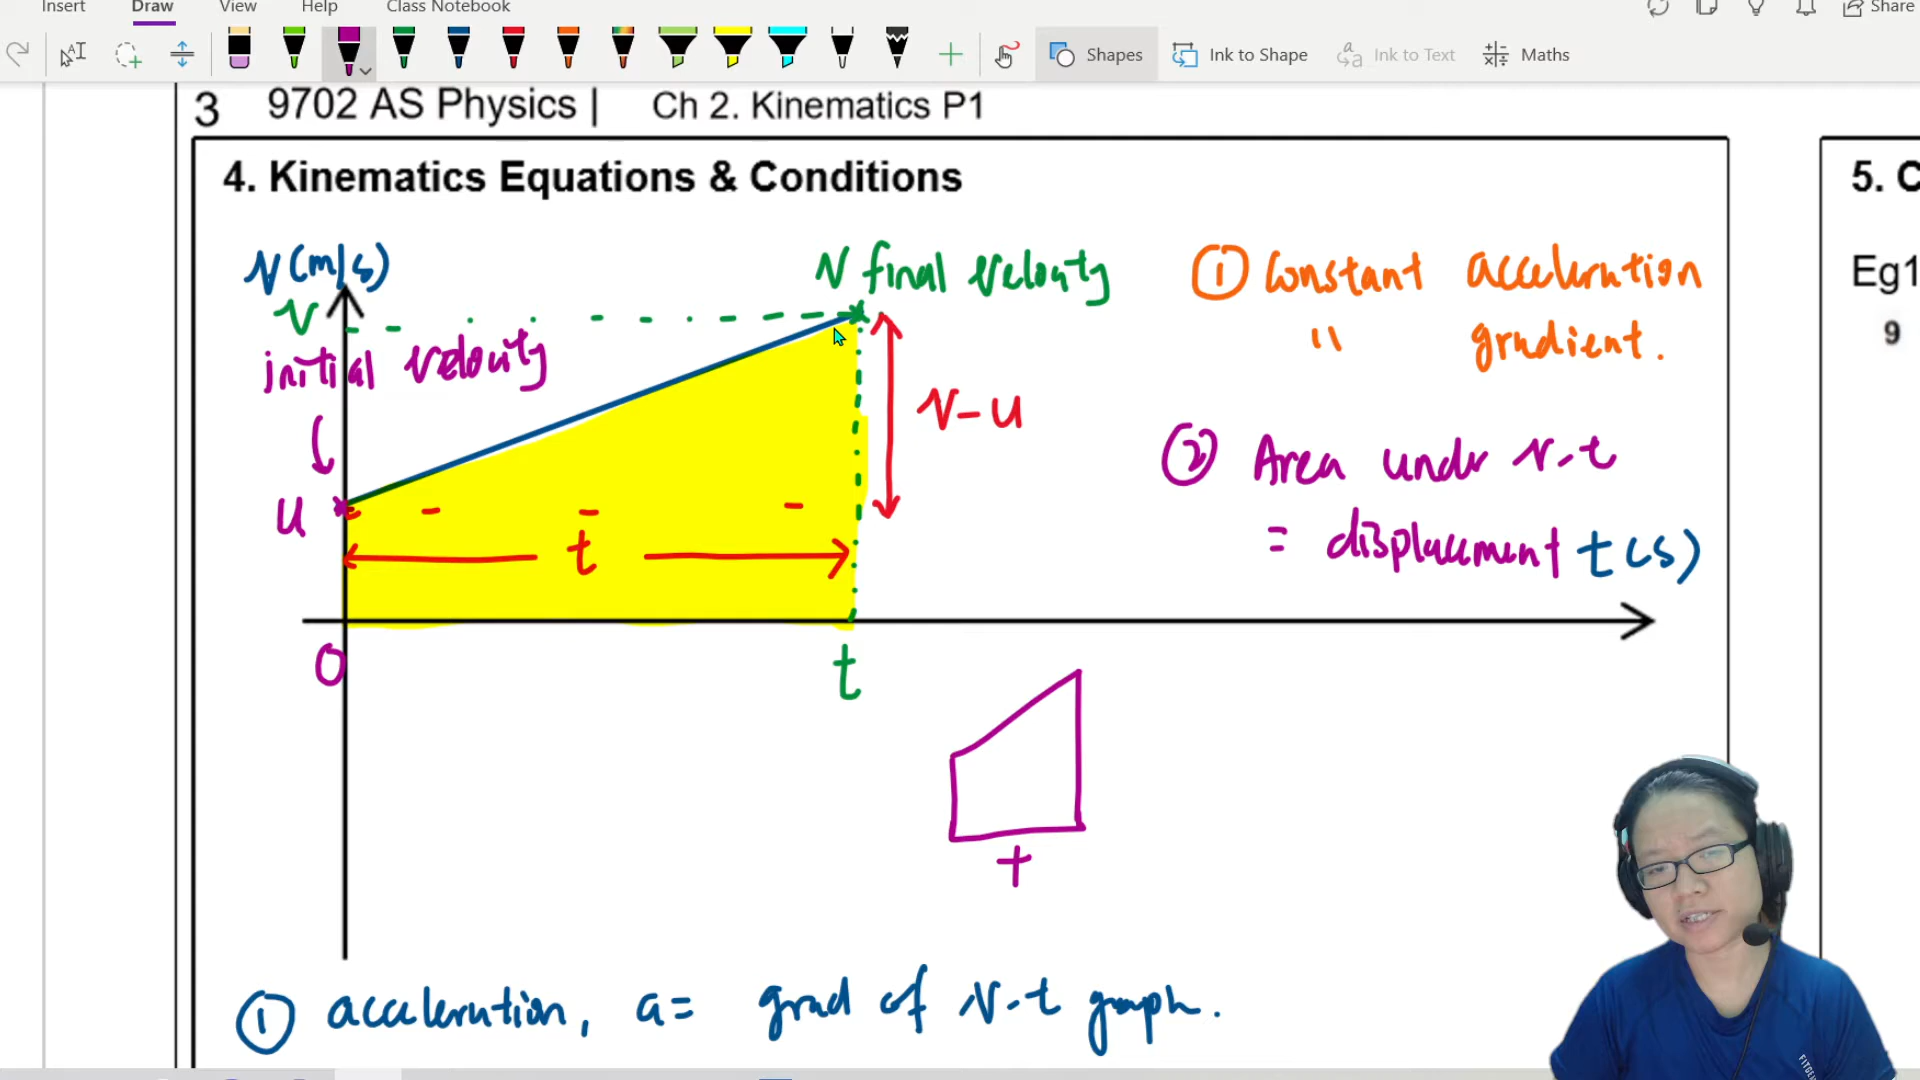 Insert Draw View Help Class Notebook Share
Shapes Ink to Shape Ink to Text Maths
3 9702 AS Physics | Ch 2. Kinematics P1
4. Kinematics Equations & Conditions
5. C
v (m/s)
v final velocity
① Constant acceleration
Eg1
v
initial velocity
" gradient.
9
v-u
② Area under v-t
u
= displacement
t
t (s)
0
t
t
① acceleration, a = grad of v-t graph.
FITGEA